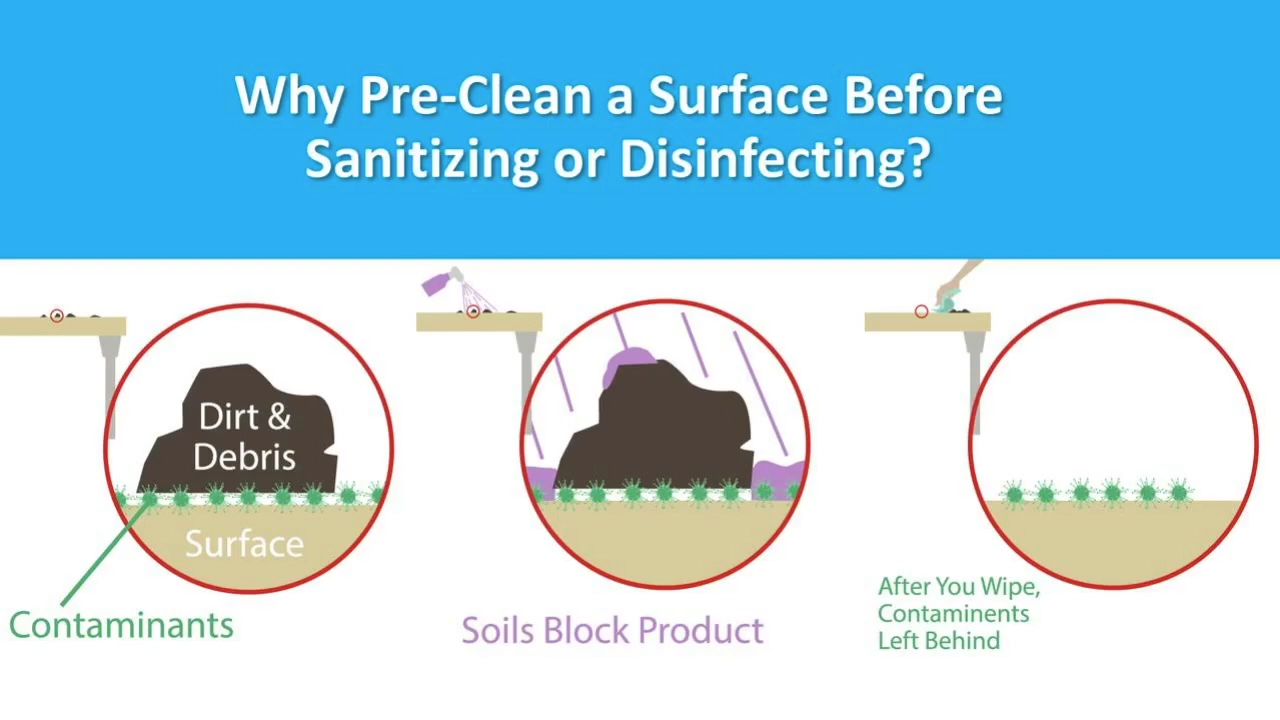 Why Pre-Clean a Surface Before
Sanitizing or Disinfecting?
Dirt &
Debris
Surface
Contaminants
Soils Block Product
After You Wipe,
Contaminents
Left Behind